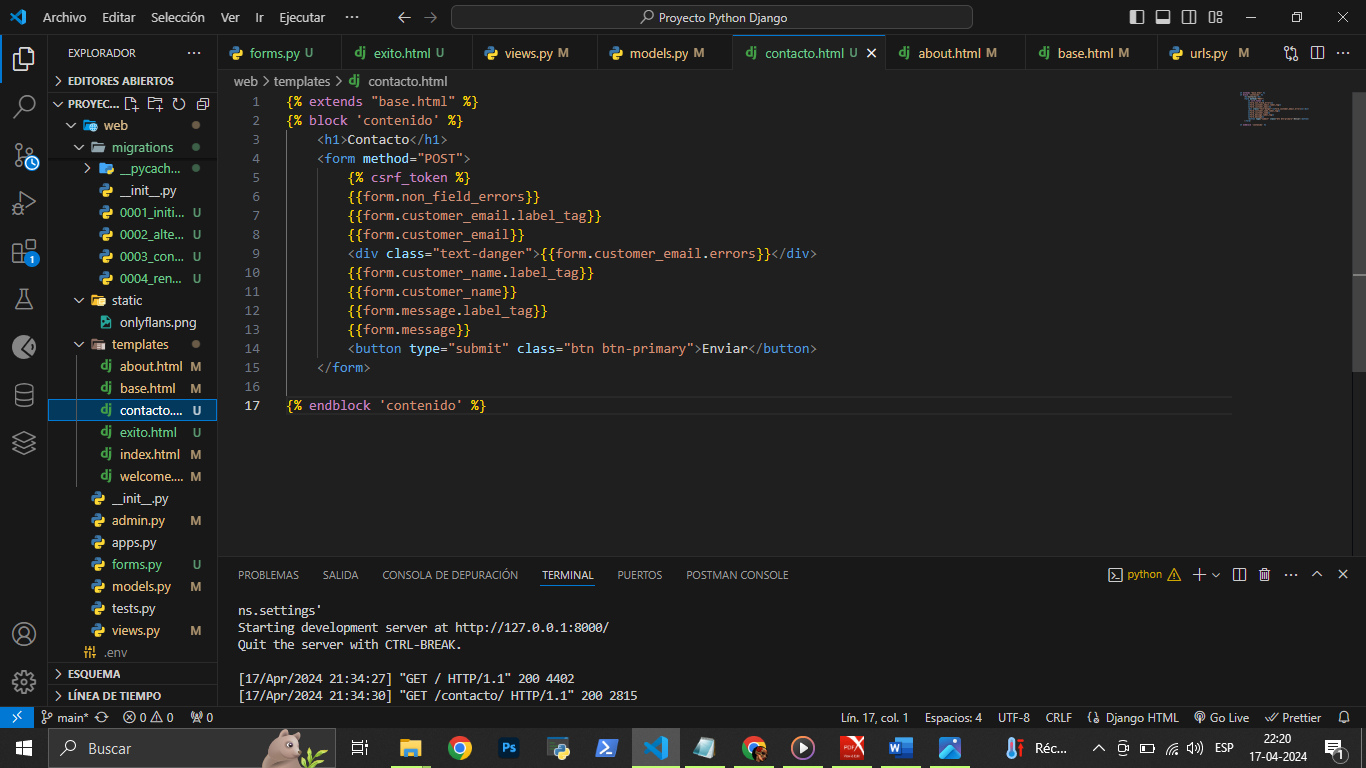 Archivo Editar Selección Ver Ir Ejecutar ··· Proyecto Python Django
EXPLORADOR ···
EDITORES ABIERTOS
PROYEC...
web
migrations
__pycach...
__init__.py
0001_initi... U
0002_alte... U
0003_con... U
0004_ren... U
static
onlyflans.png
templates
about.html M
base.html M
contacto.... U
exito.html U
index.html M
welcome.... M
__init__.py
admin.py M
apps.py
forms.py U
models.py M
tests.py
views.py M
.env
ESQUEMA
LÍNEA DE TIEMPO
forms.py U exito.html U views.py M models.py M contacto.html U about.html M base.html M urls.py M
web > templates > contacto.html
1 {% extends "base.html" %}
2 {% block 'contenido' %}
3 <h1>Contacto</h1>
4 <form method="POST">
5 {% csrf_token %}
6 {{form.non_field_errors}}
7 {{form.customer_email.label_tag}}
8 {{form.customer_email}}
9 <div class="text-danger">{{form.customer_email.errors}}</div>
10 {{form.customer_name.label_tag}}
11 {{form.customer_name}}
12 {{form.message.label_tag}}
13 {{form.message}}
14 <button type="submit" class="btn btn-primary">Enviar</button>
15 </form>
16
17 {% endblock 'contenido' %}
PROBLEMAS SALIDA CONSOLA DE DEPURACIÓN TERMINAL PUERTOS POSTMAN CONSOLE python
ns.settings'
Starting development server at http://127.0.0.1:8000/
Quit the server with CTRL-BREAK.
[17/Apr/2024 21:34:27] "GET / HTTP/1.1" 200 4402
[17/Apr/2024 21:34:30] "GET /contacto/ HTTP/1.1" 200 2815
main* 0 0 0 Lín. 17, col. 1 Espacios: 4 UTF-8 CRLF Django HTML Go Live Prettier
Buscar Ps PDF W Réc... ESP 22:20
17-04-2024 1